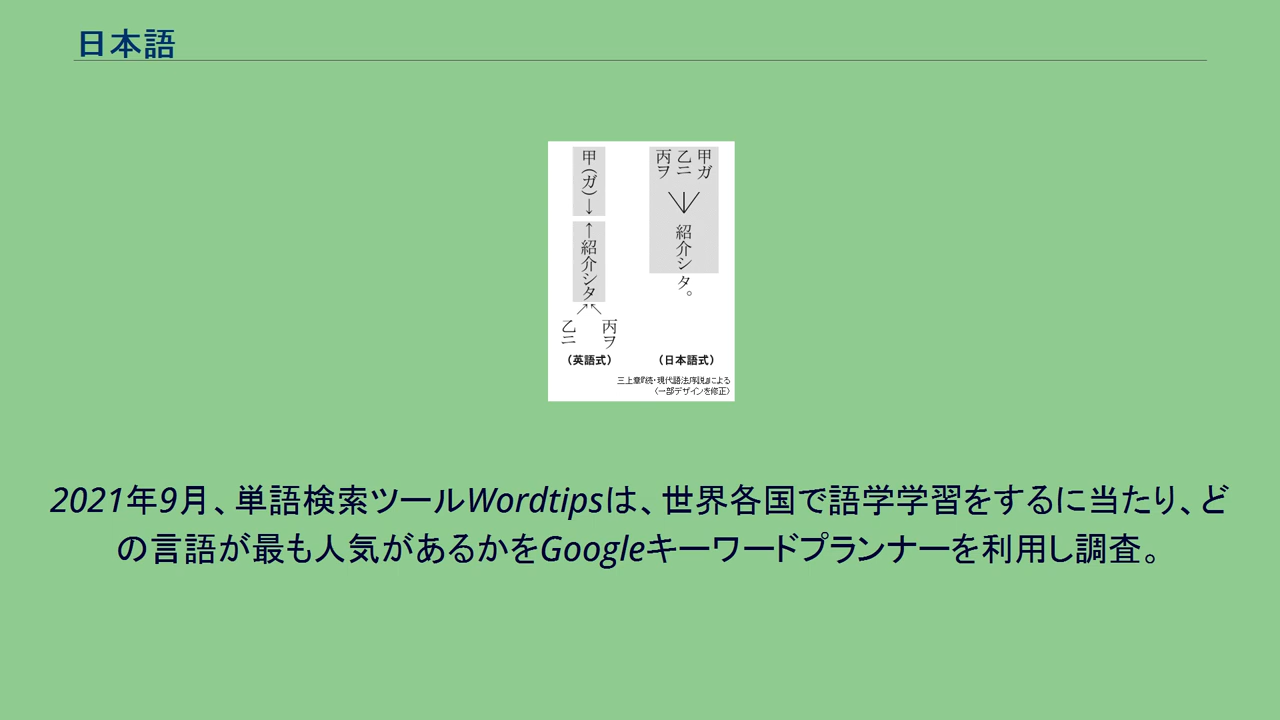 日本語
甲ガ
乙ニ
丙ヲ
紹介シタ。
(日本語式)
甲(ガ)→
←紹介シタ
乙ニ
丙ヲ
(英語式)
三上章『続・現代語法序説』による
〈一部デザインを修正〉
2021年9月、単語検索ツールWordtipsは、世界各国で語学学習をするに当たり、ど
の言語が最も人気があるかをGoogleキーワードプランナーを利用し調査。